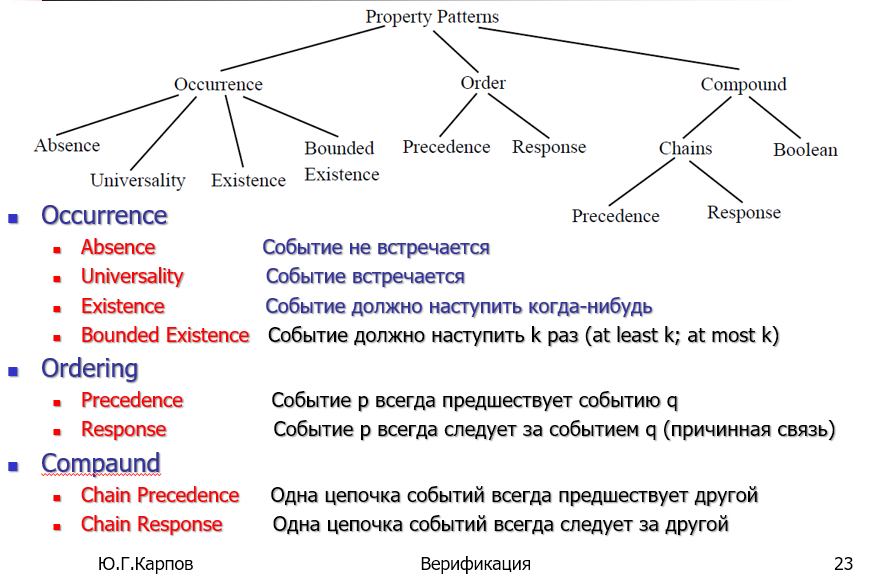 Property Patterns
Occurrence Order Compound
Absence Universality Existence Bounded Existence Precedence Response Chains Boolean
Precedence Response
Occurrence
Absence Событие не встречается
Universality Событие встречается
Existence Событие должно наступить когда-нибудь
Bounded Existence Событие должно наступить k раз (at least k; at most k)
Ordering
Precedence Событие p всегда предшествует событию q
Response Событие p всегда следует за событием q (причинная связь)
Compaund
Chain Precedence Одна цепочка событий всегда предшествует другой
Chain Response Одна цепочка событий всегда следует за другой
Ю.Г.Карпов Верификация 23